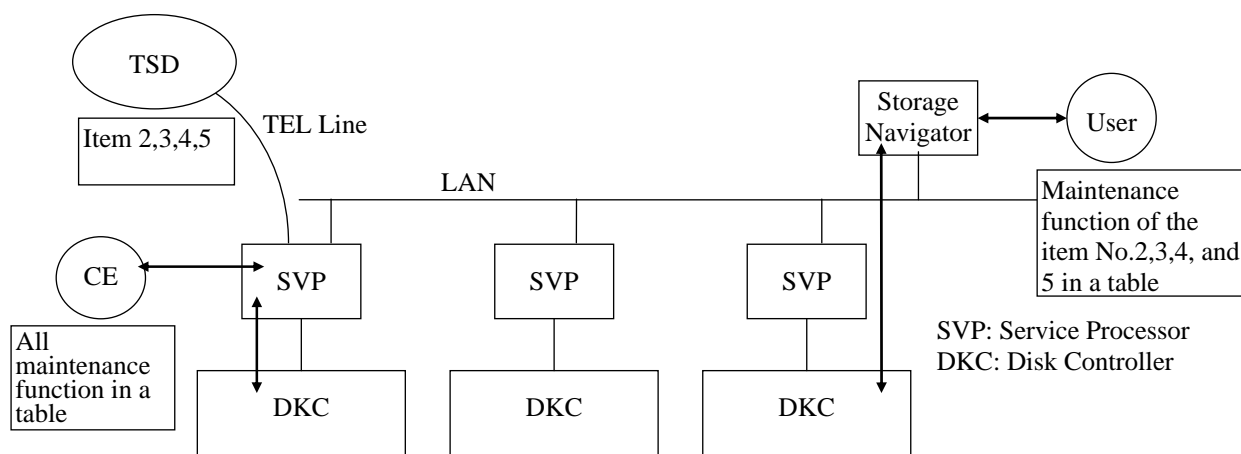 TSD
TEL Line
Item 2,3,4,5
Storage
Navigator
User
LAN
Maintenance
function of the
item No.2,3,4, and
5 in a table
CE
SVP
SVP
SVP
All
maintenance
function in a
table
SVP: Service Processor
DKC: Disk Controller
DKC
DKC
DKC